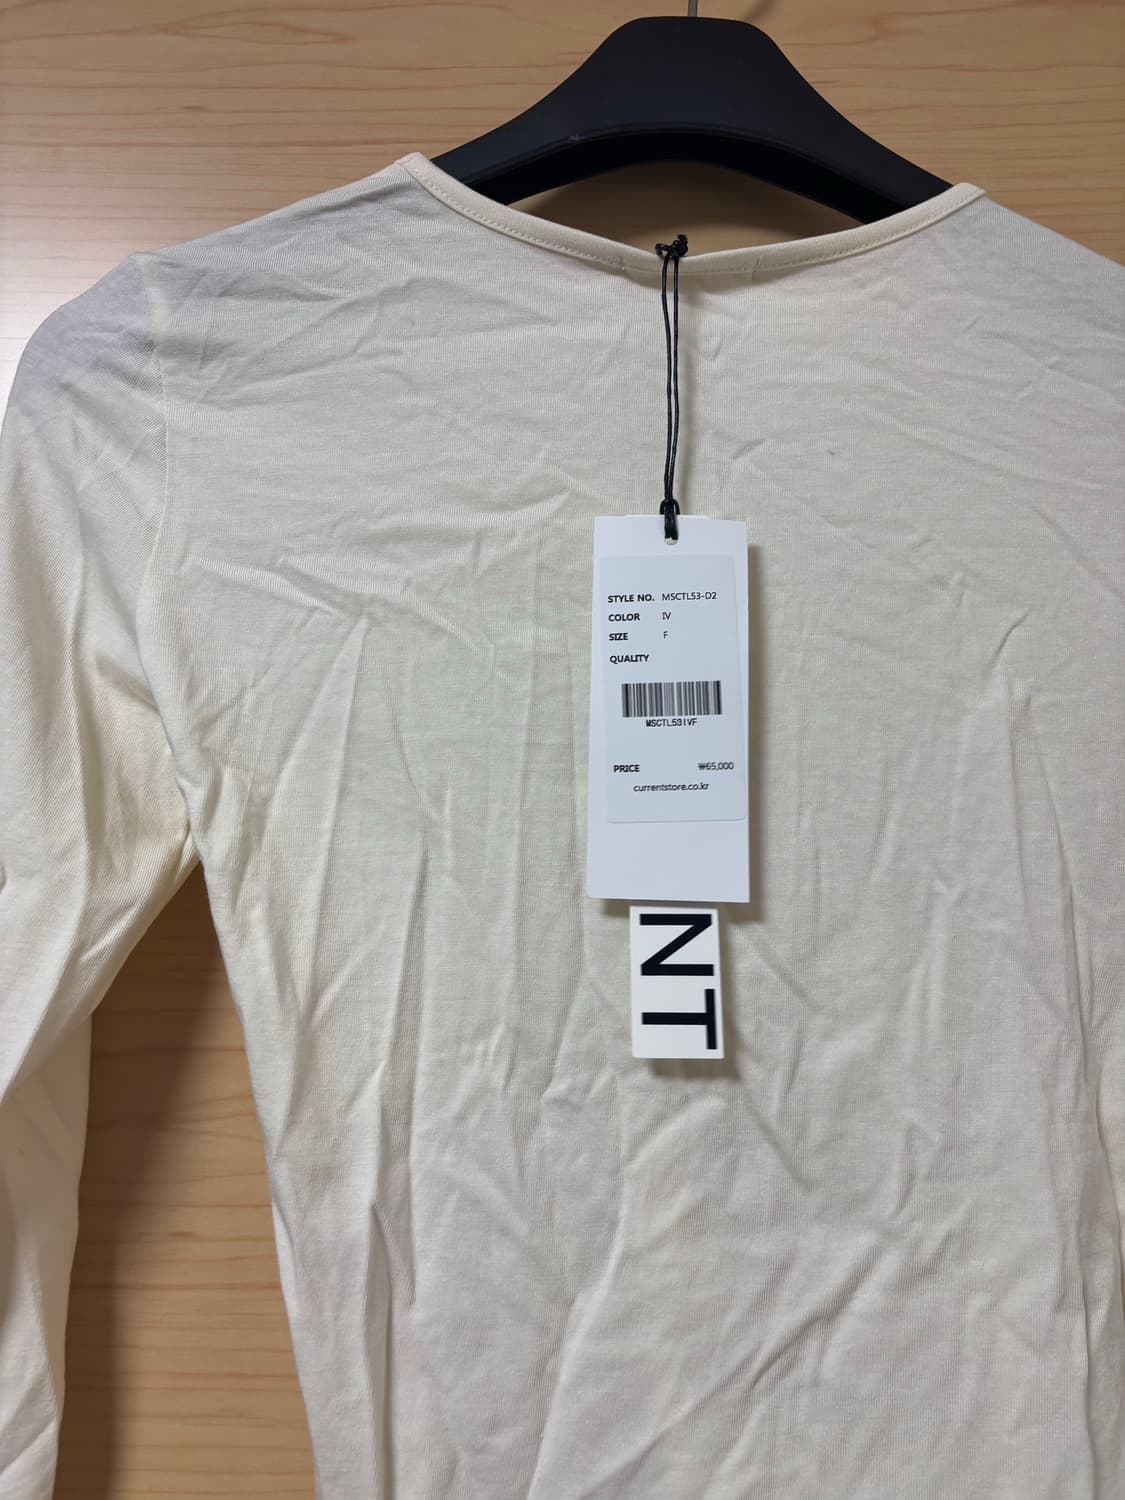 STYLE NO. MSCTL53-D2
COLOR IV
SIZE F
QUALITY
MSCTL53IVF
PRICE ₩65,000
currentstore.co.kr
NT